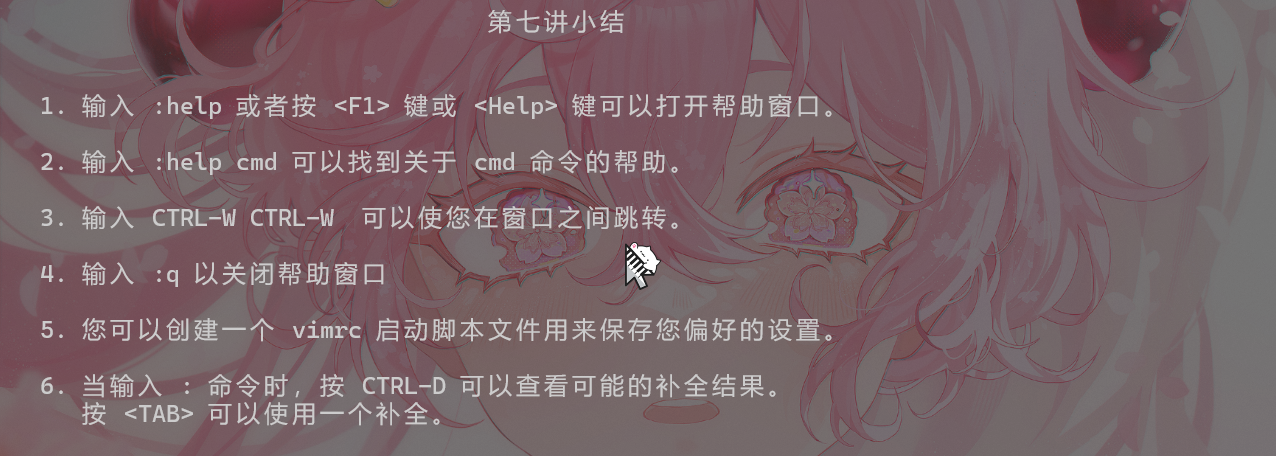 第七讲小结
1. 输入 :help 或者按 <F1> 键或 <Help> 键可以打开帮助窗口。
2. 输入 :help cmd 可以找到关于 cmd 命令的帮助。
3. 输入 CTRL-W CTRL-W 可以使您在窗口之间跳转。
4. 输入 :q 以关闭帮助窗口
5. 您可以创建一个 vimrc 启动脚本文件用来保存您偏好的设置。
6. 当输入 : 命令时, 按 CTRL-D 可以查看可能的补全结果。
按 <TAB> 可以使用一个补全。